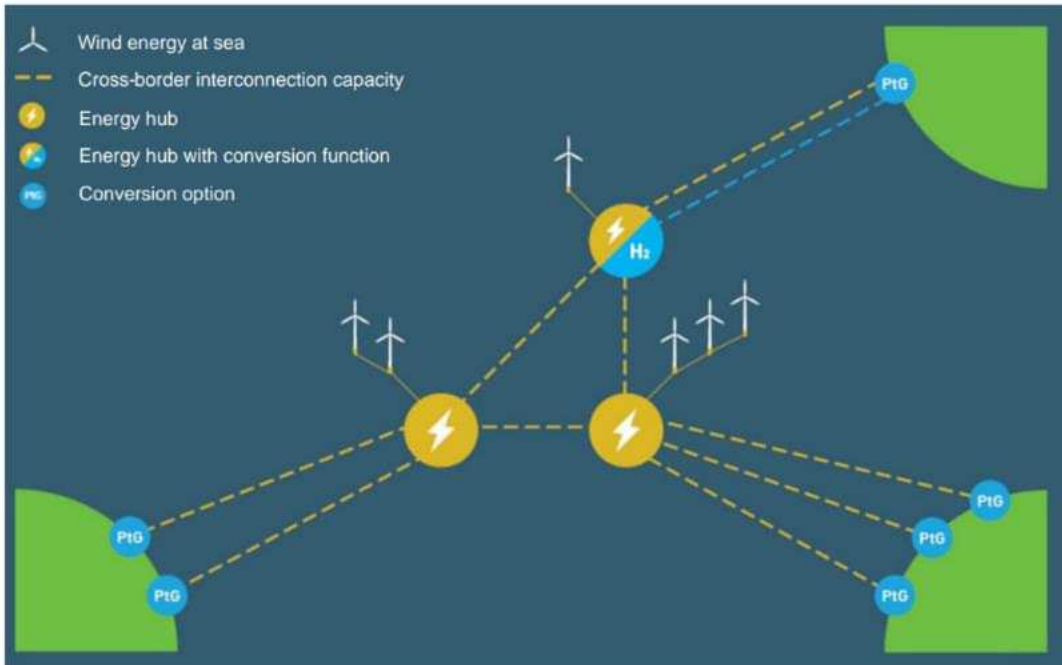 Wind energy at sea
Cross-border interconnection capacity
Energy hub
Energy hub with conversion function
PtG Conversion option
PtG
H₂
PtG
PtG
PtG
PtG
PtG